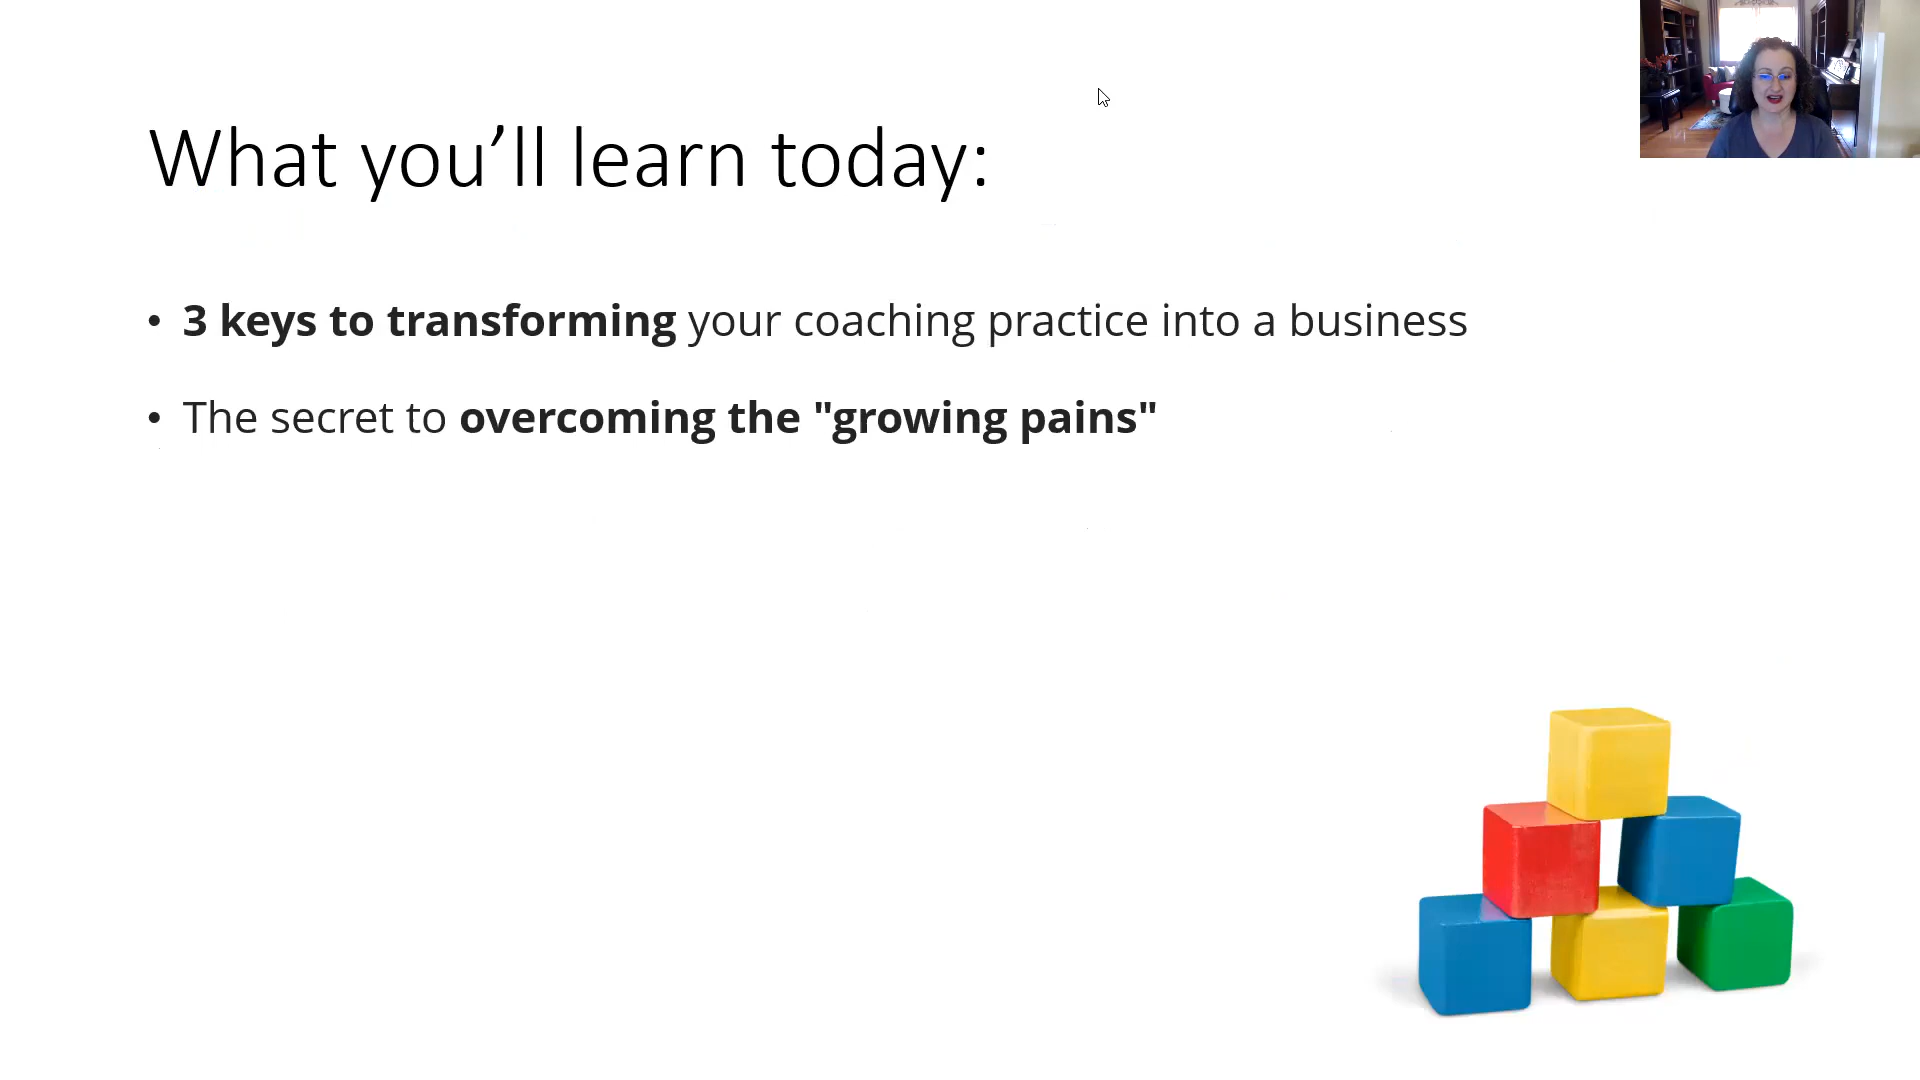 What you’ll learn today:
• 3 keys to transforming your coaching practice into a business
• The secret to overcoming the "growing pains"